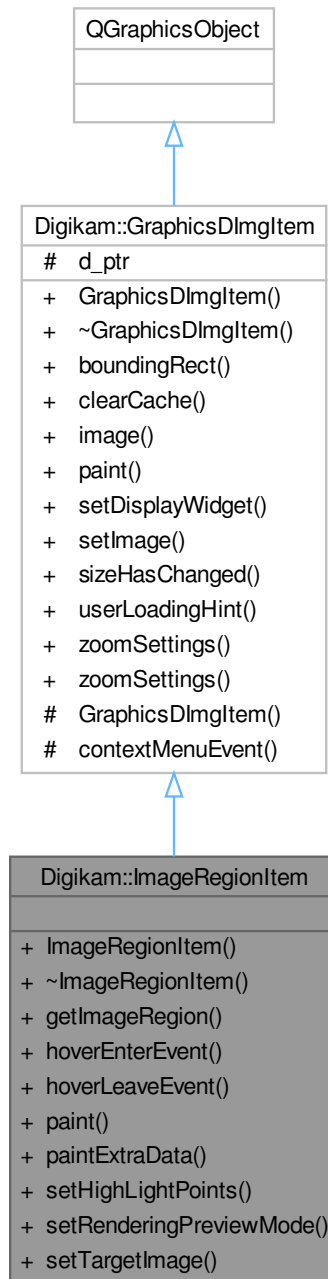 QGraphicsObject
Digikam::GraphicsDImgItem
# d_ptr
+ GraphicsDImgItem()
+ ~GraphicsDImgItem()
+ boundingRect()
+ clearCache()
+ image()
+ paint()
+ setDisplayWidget()
+ setImage()
+ sizeHasChanged()
+ userLoadingHint()
+ zoomSettings()
+ zoomSettings()
# GraphicsDImgItem()
# contextMenuEvent()
Digikam::ImageRegionItem
+ ImageRegionItem()
+ ~ImageRegionItem()
+ getImageRegion()
+ hoverEnterEvent()
+ hoverLeaveEvent()
+ paint()
+ paintExtraData()
+ setHighLightPoints()
+ setRenderingPreviewMode()
+ setTargetImage()